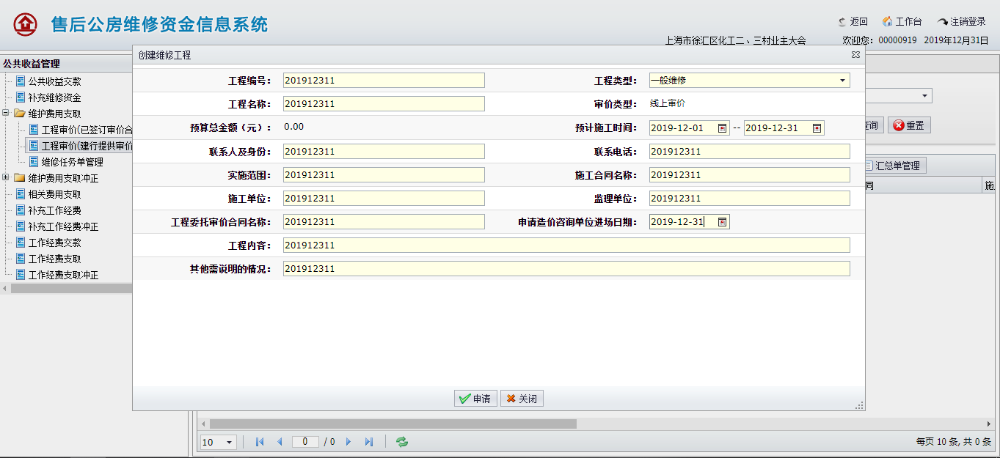 售后公房维修资金信息系统
返回 工作台 注销登录
上海市徐汇区化工二、三村业主大会 欢迎您：00000919 2019年12月31日
公共收益管理
公共收益交款
补充维修资金
维护费用支取
工程审价(已签订审价合
工程审价(建行提供审价
维修任务单管理
维护费用支取冲正
相关费用支取
补充工作经费
补充工作经费冲正
工作经费交款
工作经费支取
工作经费支取冲正
创建维修工程
工程编号： 201912311 工程类型： 一般维修
工程名称： 201912311 审价类型： 线上审价
预算总金额（元）： 0.00 预计施工时间： 2019-12-01 -- 2019-12-31
联系人及身份： 201912311 联系电话： 201912311
实施范围： 201912311 施工合同名称： 201912311
施工单位： 201912311 监理单位： 201912311
工程委托审价合同名称： 201912311 申请造价咨询单位进场日期： 2019-12-31
工程内容： 201912311
其他需说明的情况： 201912311
申请 关闭
询 重置
汇总单管理
同 施
10 0 / 0 每页 10 条, 共 0 条